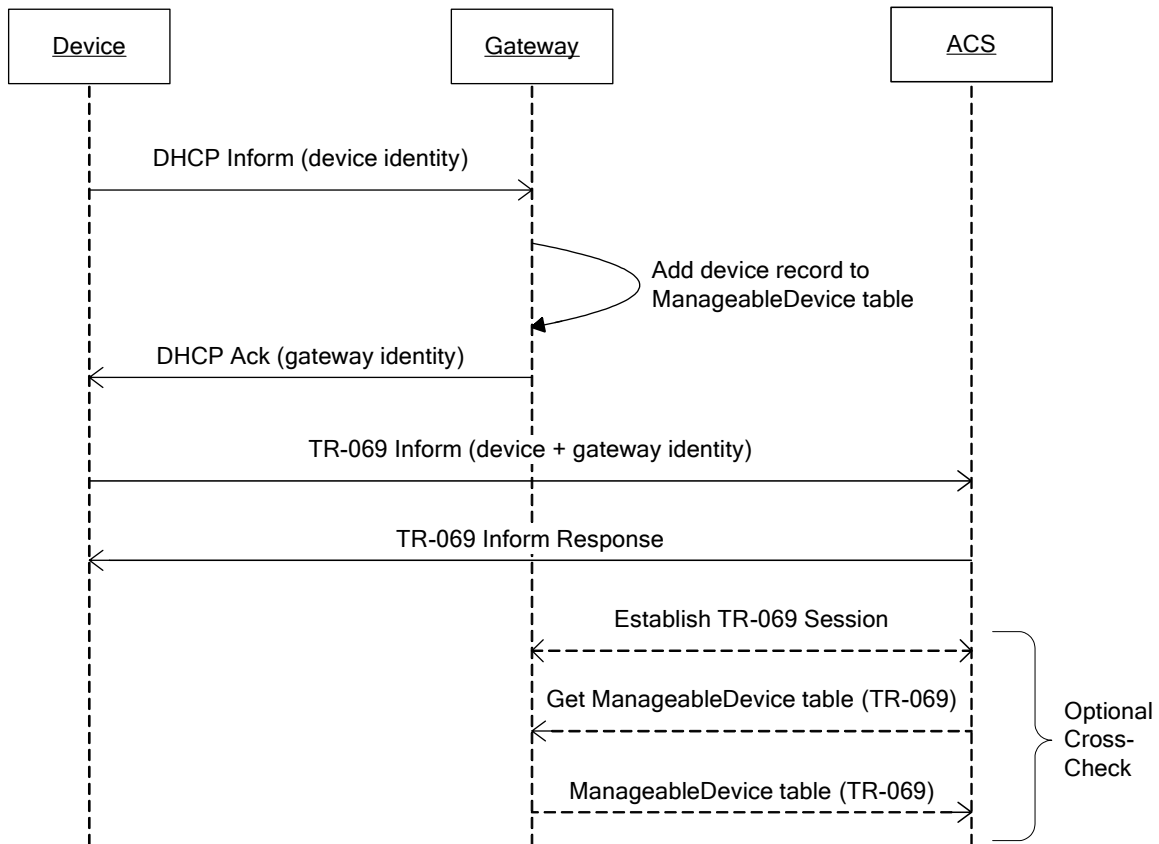 Device
Gateway
ACS
DHCP Inform (device identity)
Add device record to
ManageableDevice table
DHCP Ack (gateway identity)
TR-069 Inform (device + gateway identity)
TR-069 Inform Response
Establish TR-069 Session
Get ManageableDevice table (TR-069)
Optional
Cross-
Check
ManageableDevice table (TR-069)